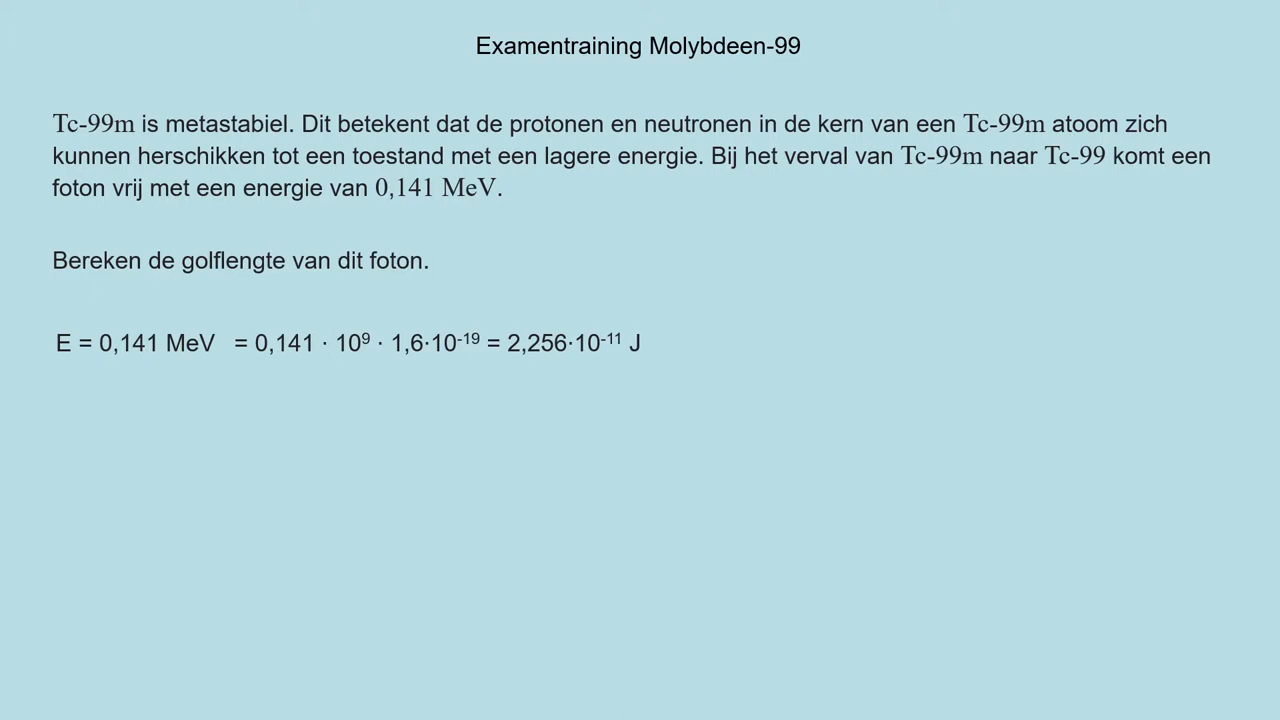 Examentraining Molybdeen-99
Tc-99m is metastabiel. Dit betekent dat de protonen en neutronen in de kern van een Tc-99m atoom zich
kunnen herschikken tot een toestand met een lagere energie. Bij het verval van Tc-99m naar Tc-99 komt een
foton vrij met een energie van 0,141 MeV.
Bereken de golflengte van dit foton.
E = 0,141 MeV = 0,141 · 10⁹ · 1,6·10⁻¹⁹ = 2,256·10⁻¹¹ J